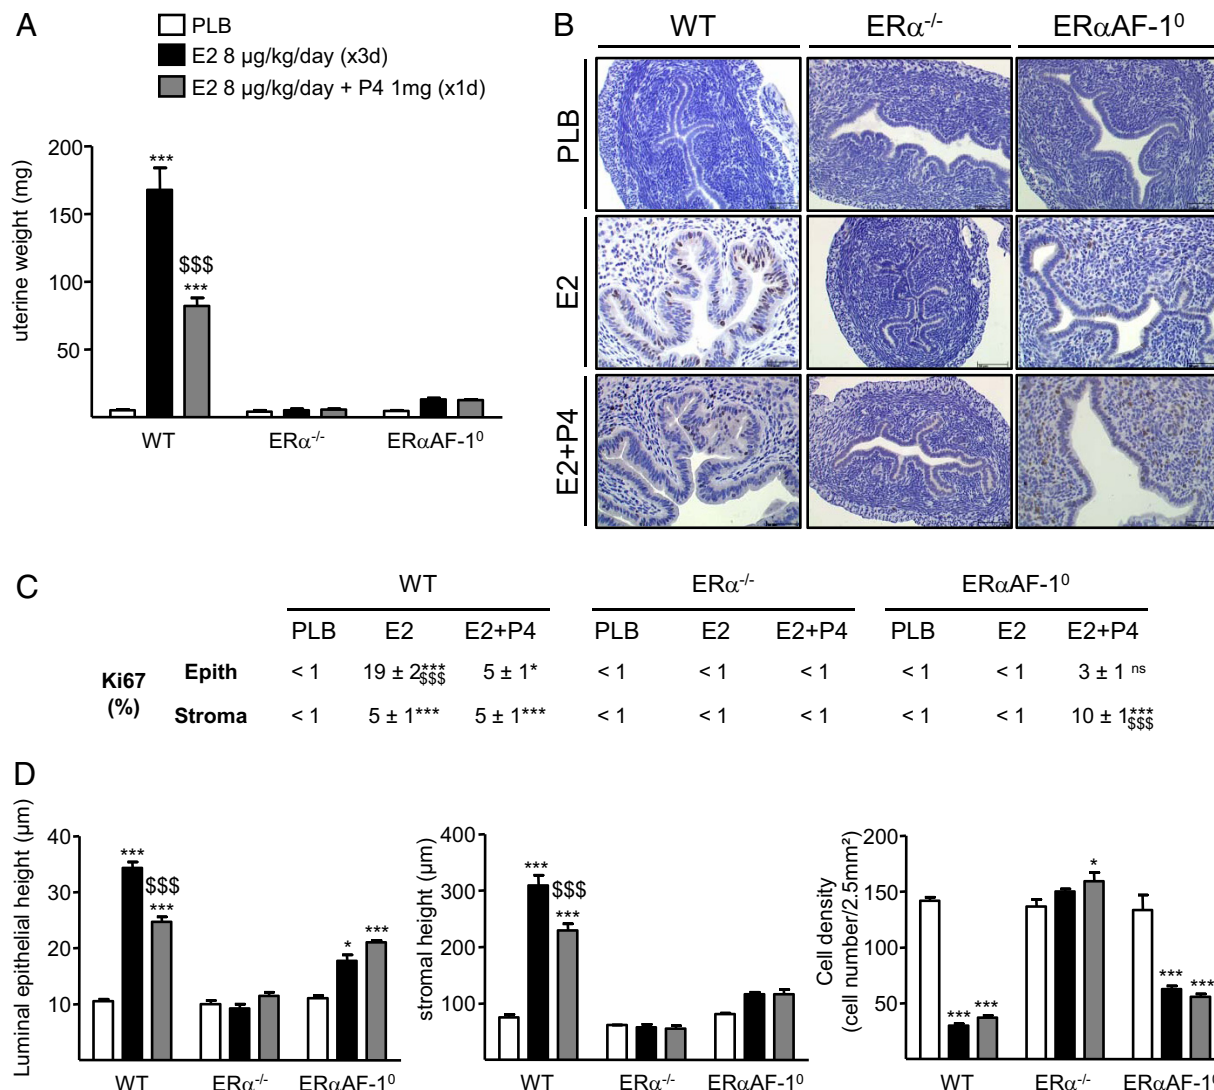 A
PLB
E2 8 µg/kg/day (x3d)
E2 8 µg/kg/day + P4 1mg (x1d)
uterine weight (mg)
200
150
100
50
***
$$$
***
WT
ERα-/-
ERαAF-1⁰
B
WT
ERα-/-
ERαAF-1⁰
PLB
E2
E2+P4
C
WT
ERα-/-
ERαAF-1⁰
PLB E2 E2+P4 PLB E2 E2+P4 PLB E2 E2+P4
Ki67 (%)
Epith < 1 19 ± 2***$$$ 5 ± 1* < 1 < 1 < 1 < 1 < 1 3 ± 1 ns
Stroma < 1 5 ± 1*** 5 ± 1*** < 1 < 1 < 1 < 1 < 1 10 ± 1***$$$
D
Luminal epithelial height (µm)
40
30
20
10
***
$$$
***
*
***
WT
ERα-/-
ERαAF-1⁰
stromal height (µm)
400
300
200
100
***
$$$
***
WT
ERα-/-
ERαAF-1⁰
Cell density
(cell number/2.5mm²)
200
150
100
50
***
***
*
***
***
WT
ERα-/-
ERαAF-1⁰